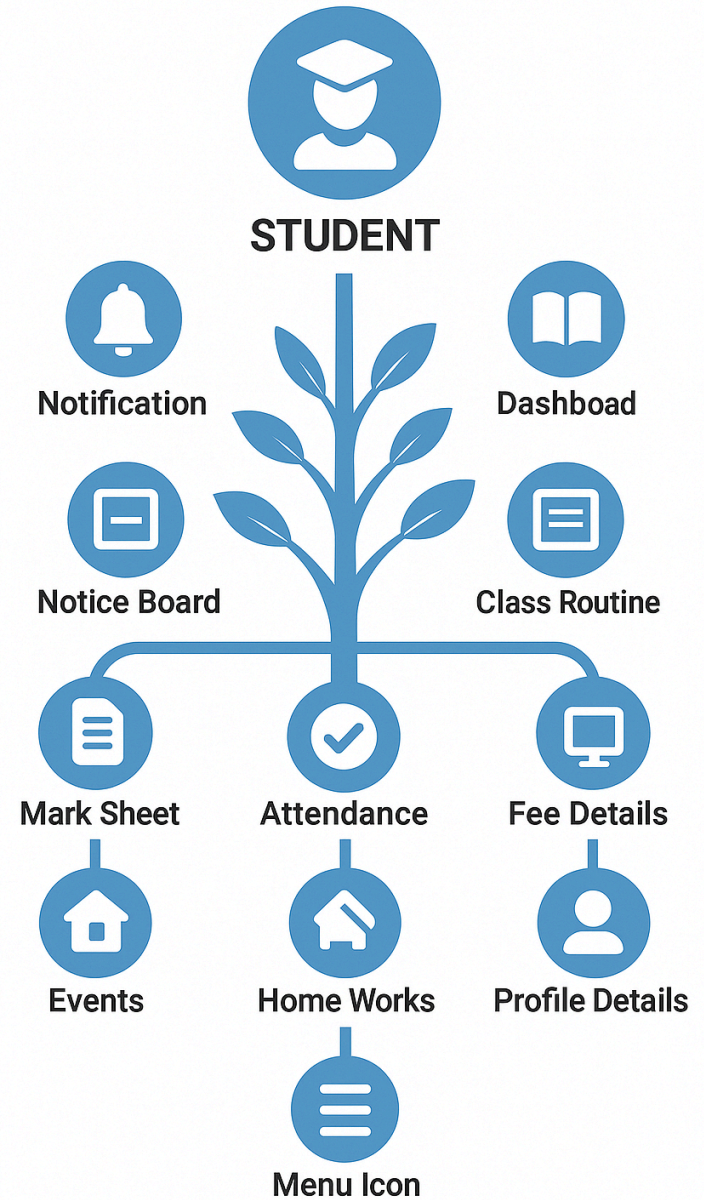 STUDENT
Notification
Dashboad
Notice Board
Class Routine
Mark Sheet
Attendance
Fee Details
Events
Home Works
Profile Details
Menu Icon